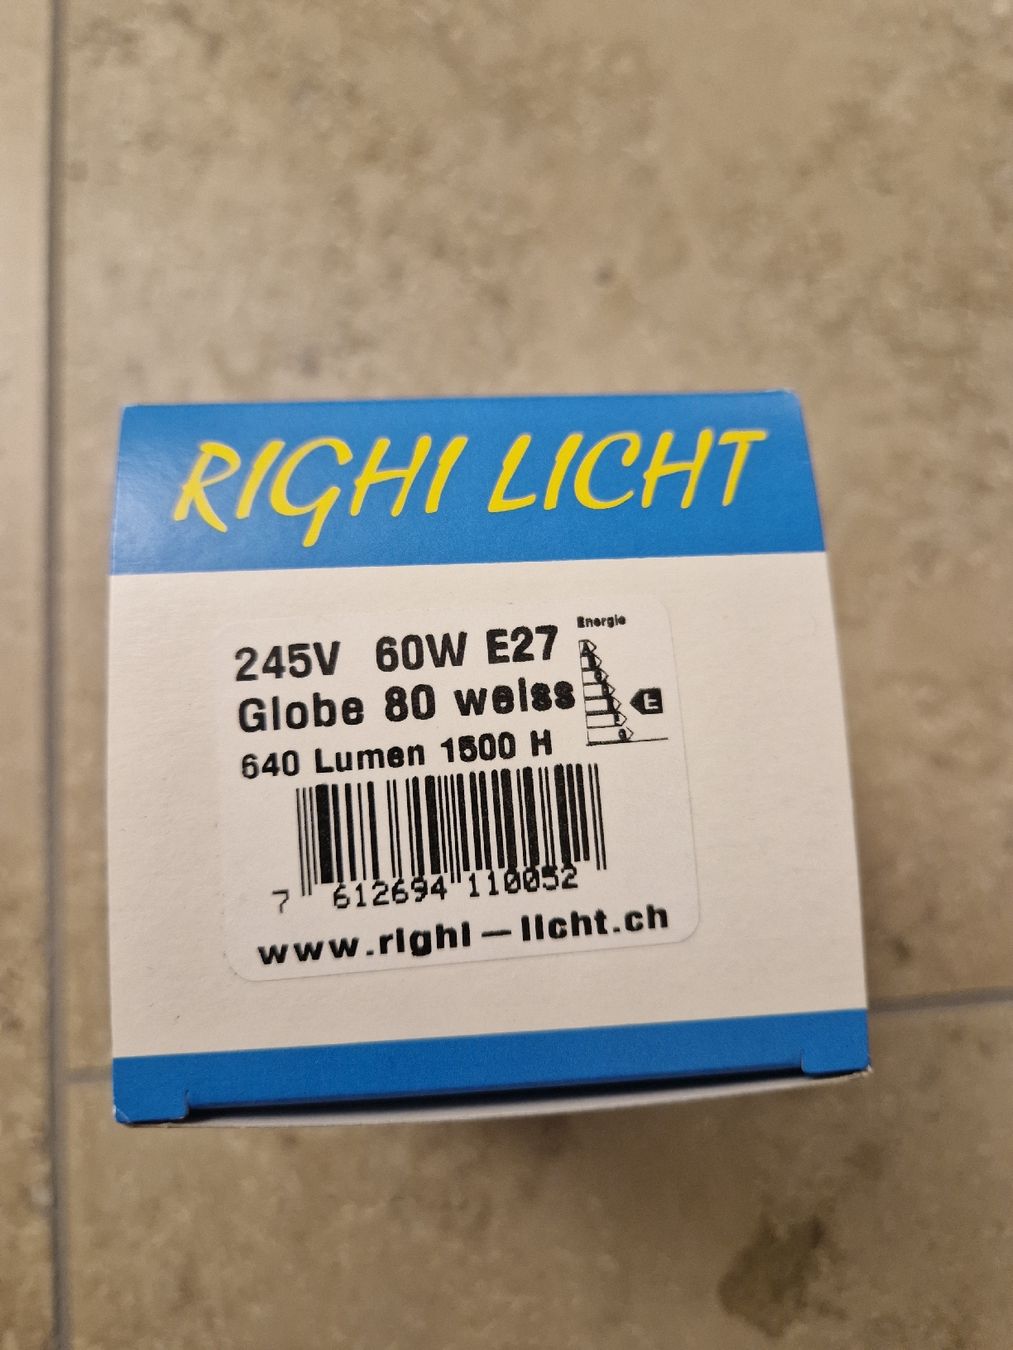 RIGHI LICHT
245V 60W E27
Energie
Globe 80 weiss
E
640 Lumen 1500 H
7 612694 110052
www.righi-licht.ch